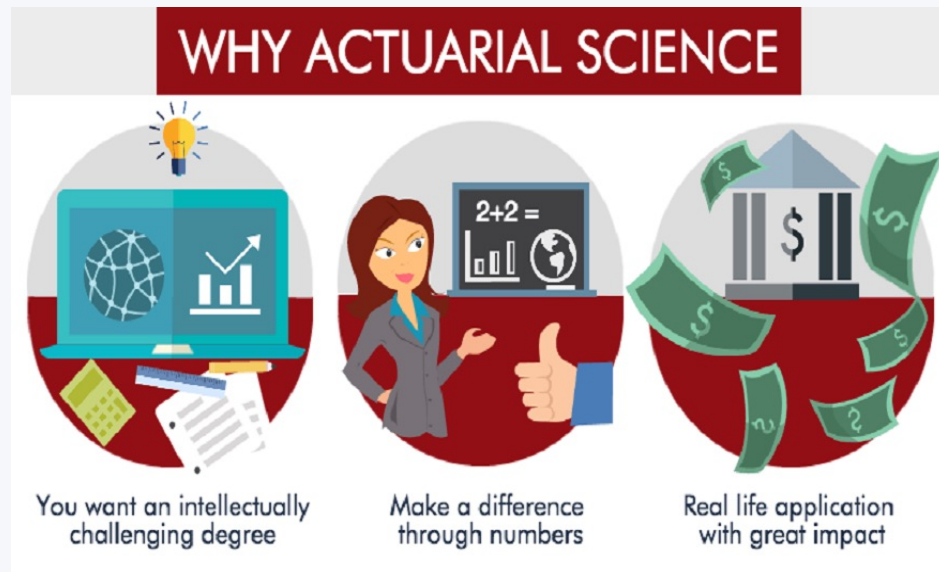 WHY ACTUARIAL SCIENCE
2+2 =
$
$
$
$
$
$
$
You want an intellectually
challenging degree
Make a difference
through numbers
Real life application
with great impact